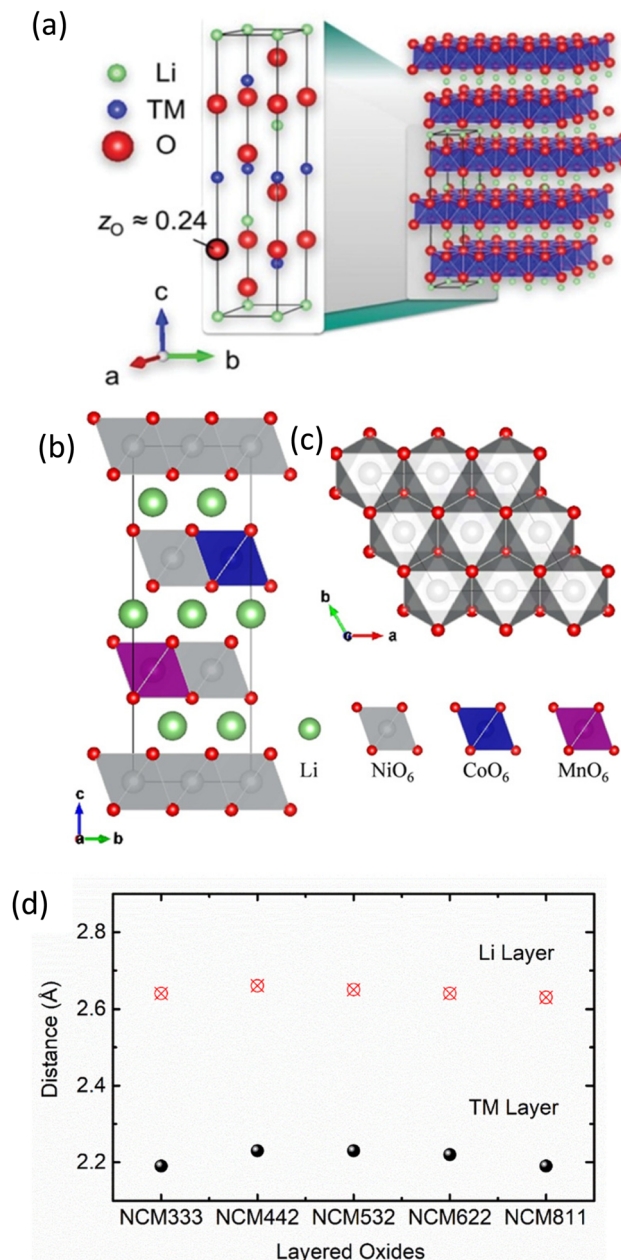 (a)
Li
TM
O
z_O ≈ 0.24
c
a
b
(b)
(c)
b
c
a
Li
NiO₆
CoO₆
MnO₆
c
a
b
(d)
2.8
Li Layer
2.6
Distance (Å)
2.4
TM Layer
2.2
NCM333 NCM442 NCM532 NCM622 NCM811
Layered Oxides